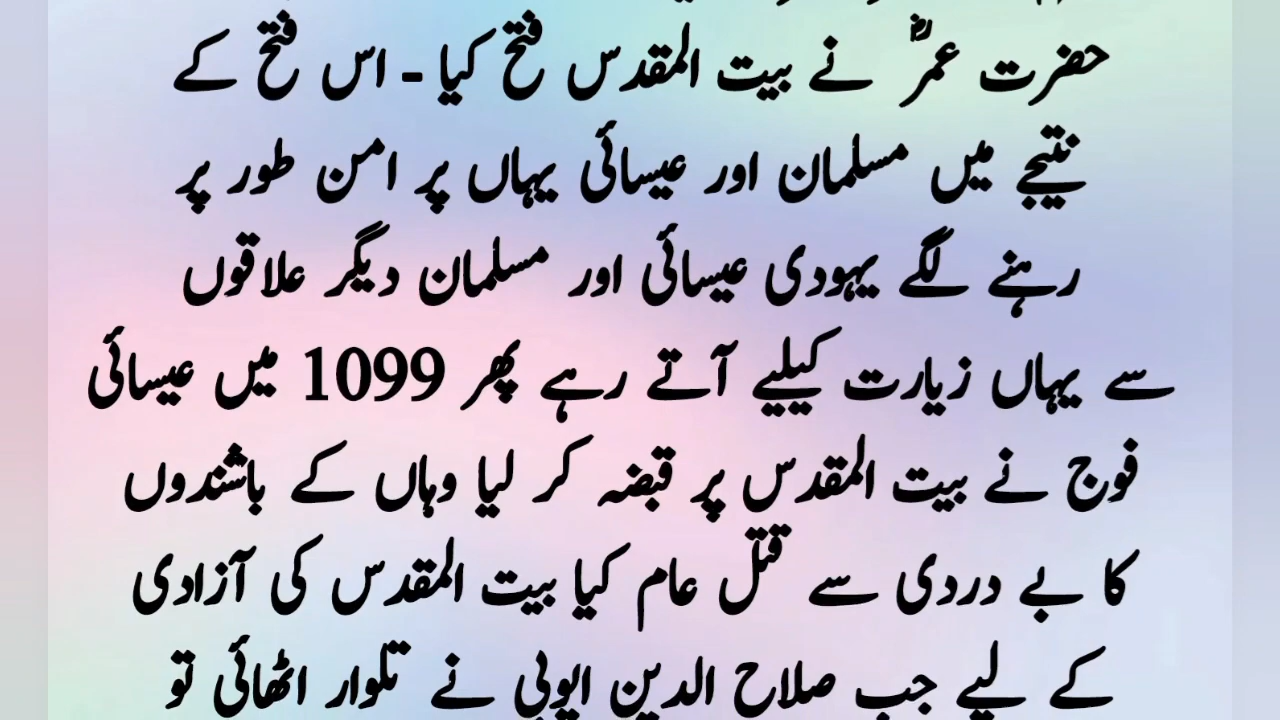 حضرت عمرؓ نے بیت المقدس فتح کیا - اس فتح کے
نتیجے میں مسلمان اور عیسائی یہاں پر امن طور پر
رہنے لگے یہودی عیسائی اور مسلمان دیگر علاقوں
سے یہاں زیارت کیلیے آتے رہے پھر 1099 میں عیسائی
فوج نے بیت المقدس پر قبضہ کر لیا وہاں کے باشندوں
کا بے دردی سے قتل عام کیا بیت المقدس کی آزادی
کے لیے جب صلاح الدین ایوبی نے تلوار اٹھائی تو